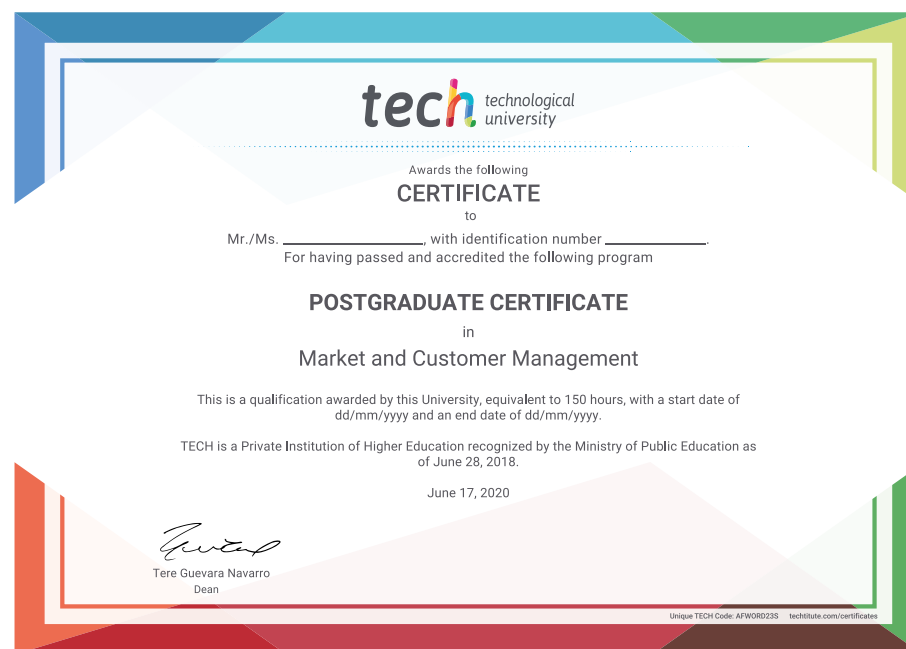 tech technological
university
Awards the following
CERTIFICATE
to
Mr./Ms. ____________________, with identification number ______________.
For having passed and accredited the following program
POSTGRADUATE CERTIFICATE
in
Market and Customer Management
This is a qualification awarded by this University, equivalent to 150 hours, with a start date of
dd/mm/yyyy and an end date of dd/mm/yyyy.
TECH is a Private Institution of Higher Education recognized by the Ministry of Public Education as
of June 28, 2018.
June 17, 2020
Tere Guevara Navarro
Dean
Unique TECH Code: AFWORD23S techtitute.com/certificates